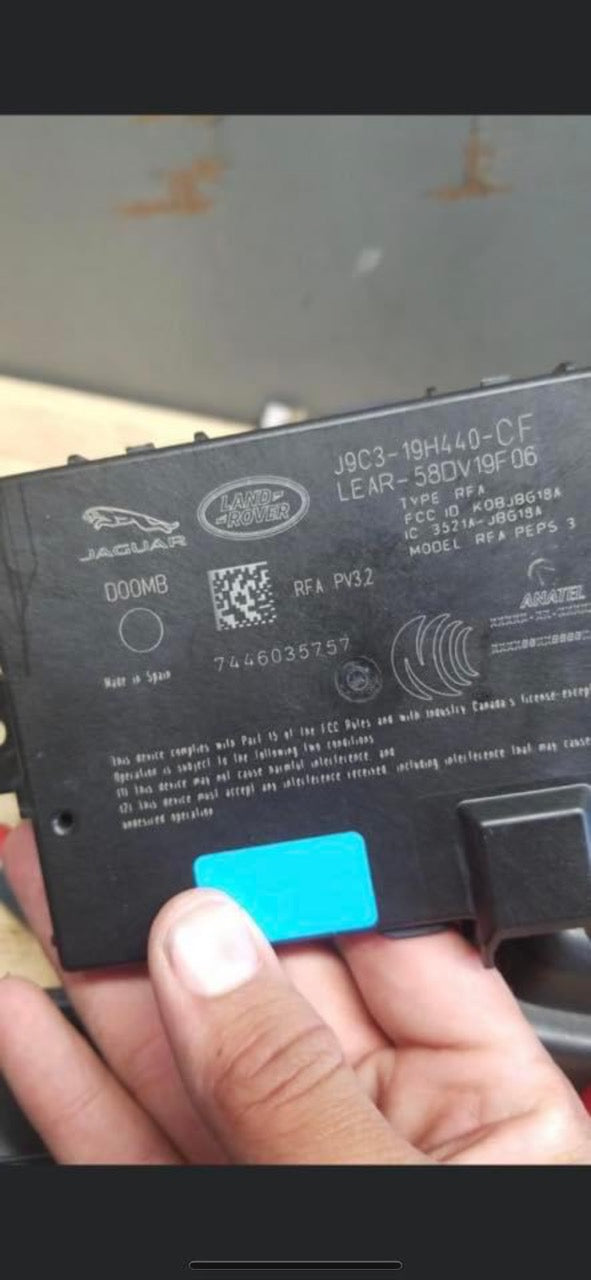 J9C3-19H440-CF
LEAR-58DV19F06
TYPE RFA
FCC ID KOBJBG18A
IC 3521A-JBG18A
MODEL RFA PEPS 3
LAND-
-ROVER
JAGUAR
D00MB
RFA PV3.2
7446035757
Made in Spain
ANATEL
This device complies with Part 15 of the FCC Rules and with Industry Canada's license-exempt
Operation is subject to the following two conditions
(1) This device may not cause harmful interference, and
(2) This device must accept any interference received, including interference that may cause
undesired operation